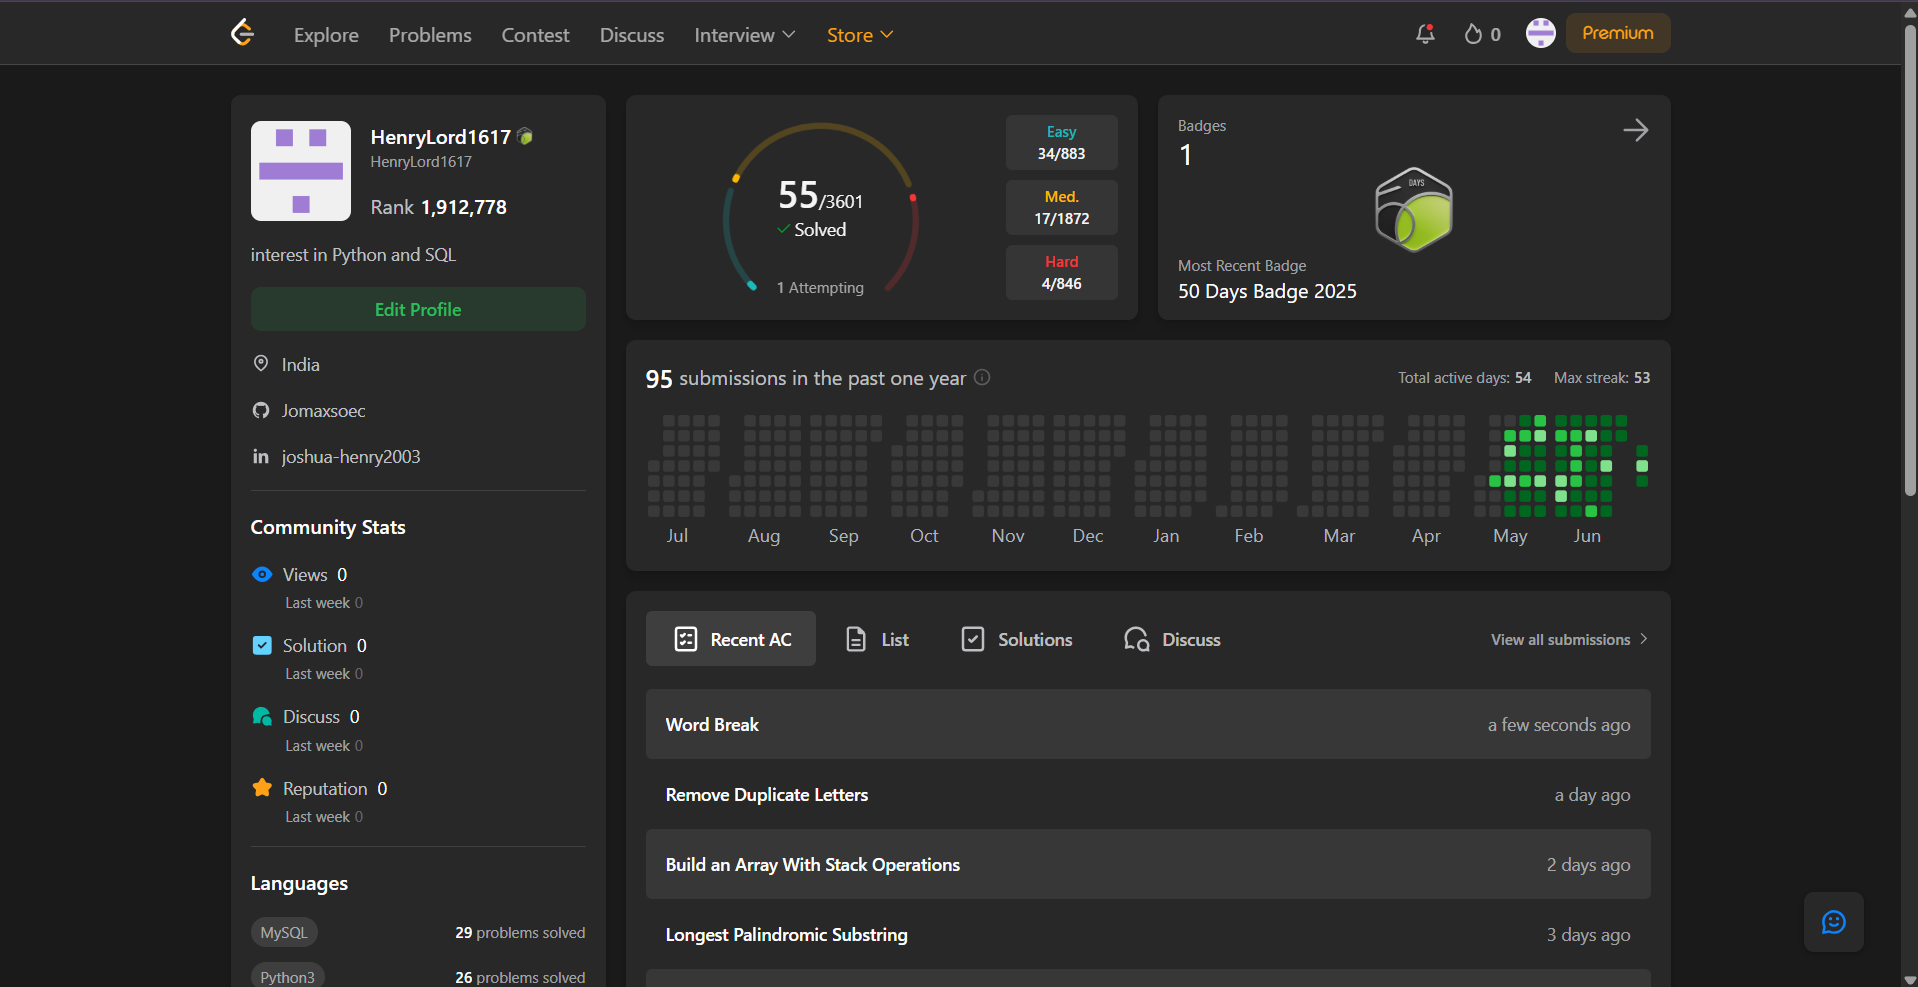 Explore Problems Contest Discuss Interview Store 0 Premium
HenryLord1617
HenryLord1617
Rank 1,912,778
interest in Python and SQL
Edit Profile
India
Jomaxsoec
joshua-henry2003
Community Stats
Views 0
Last week 0
Solution 0
Last week 0
Discuss 0
Last week 0
Reputation 0
Last week 0
Languages
MySQL 29 problems solved
Python3 26 problems solved
55/3601
Solved
1 Attempting
Easy
34/883
Med.
17/1872
Hard
4/846
Badges
1
DAYS
Most Recent Badge
50 Days Badge 2025
95 submissions in the past one year Total active days: 54 Max streak: 53
Jul Aug Sep Oct Nov Dec Jan Feb Mar Apr May Jun
Recent AC List Solutions Discuss View all submissions
Word Break a few seconds ago
Remove Duplicate Letters a day ago
Build an Array With Stack Operations 2 days ago
Longest Palindromic Substring 3 days ago